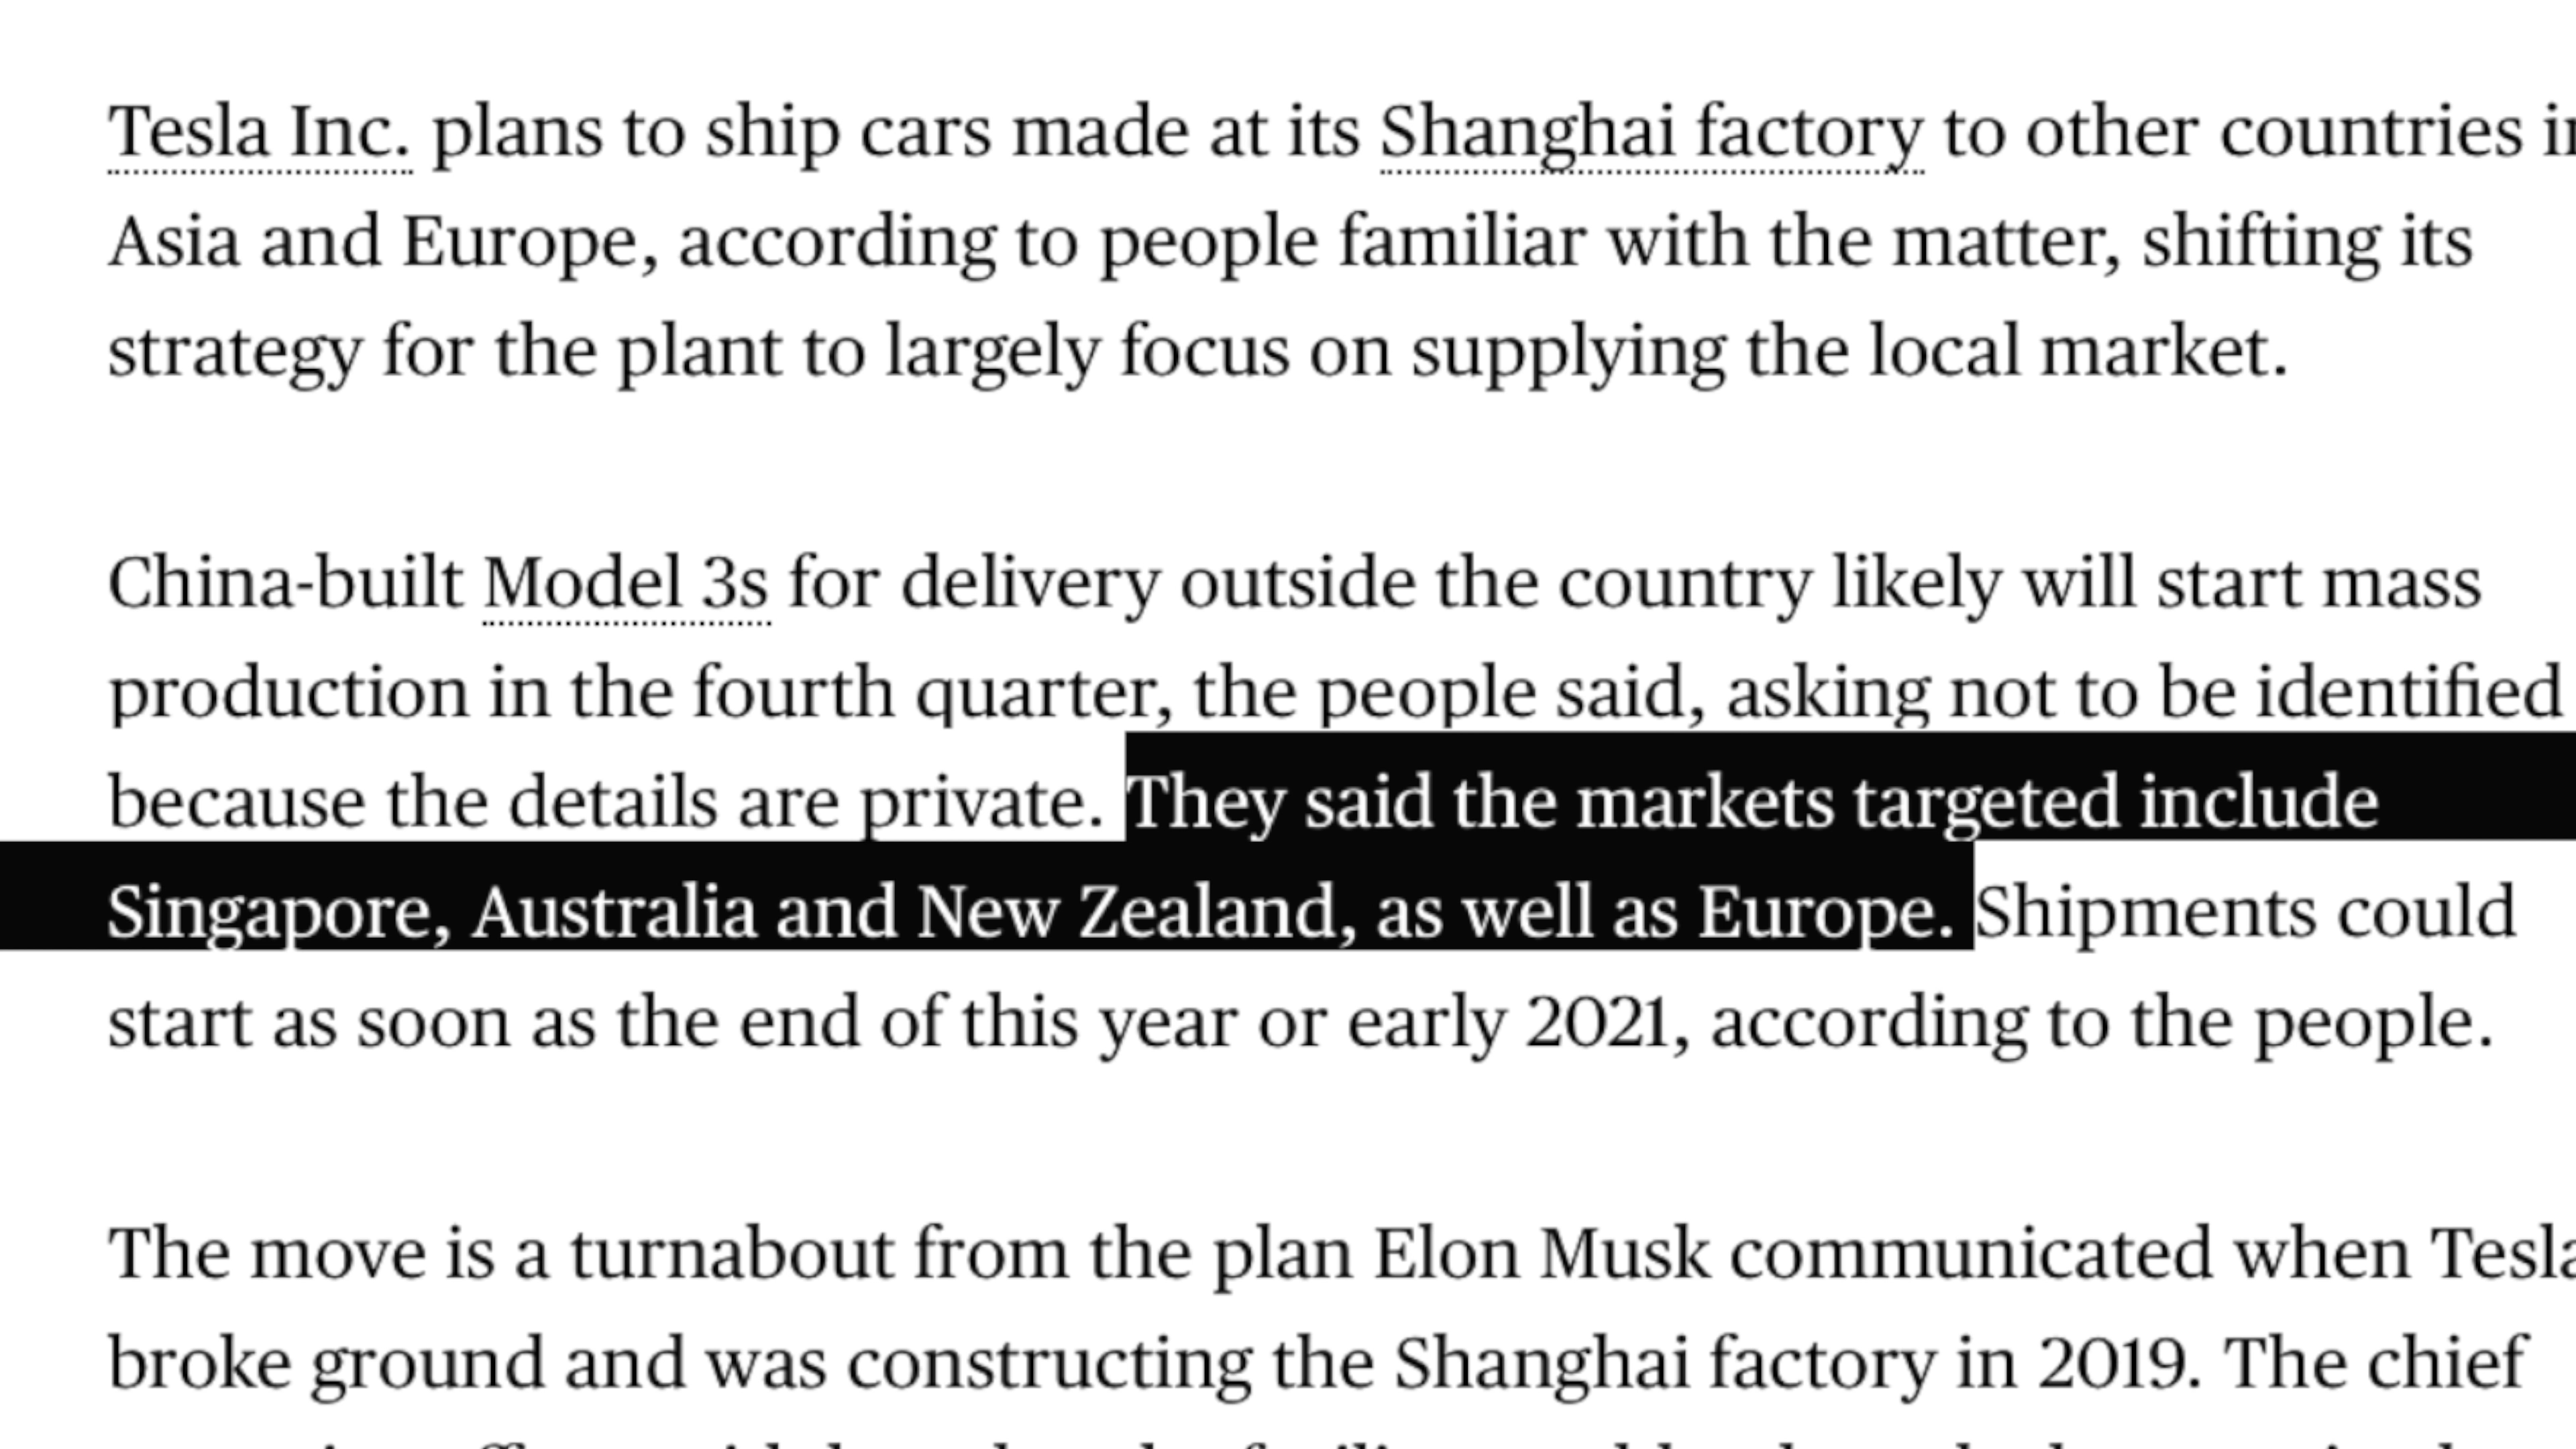 Tesla Inc. plans to ship cars made at its Shanghai factory to other countries in
Asia and Europe, according to people familiar with the matter, shifting its
strategy for the plant to largely focus on supplying the local market.
China-built Model 3s for delivery outside the country likely will start mass
production in the fourth quarter, the people said, asking not to be identified
because the details are private. They said the markets targeted include
Singapore, Australia and New Zealand, as well as Europe. Shipments could
start as soon as the end of this year or early 2021, according to the people.
The move is a turnabout from the plan Elon Musk communicated when Tesla
broke ground and was constructing the Shanghai factory in 2019. The chief